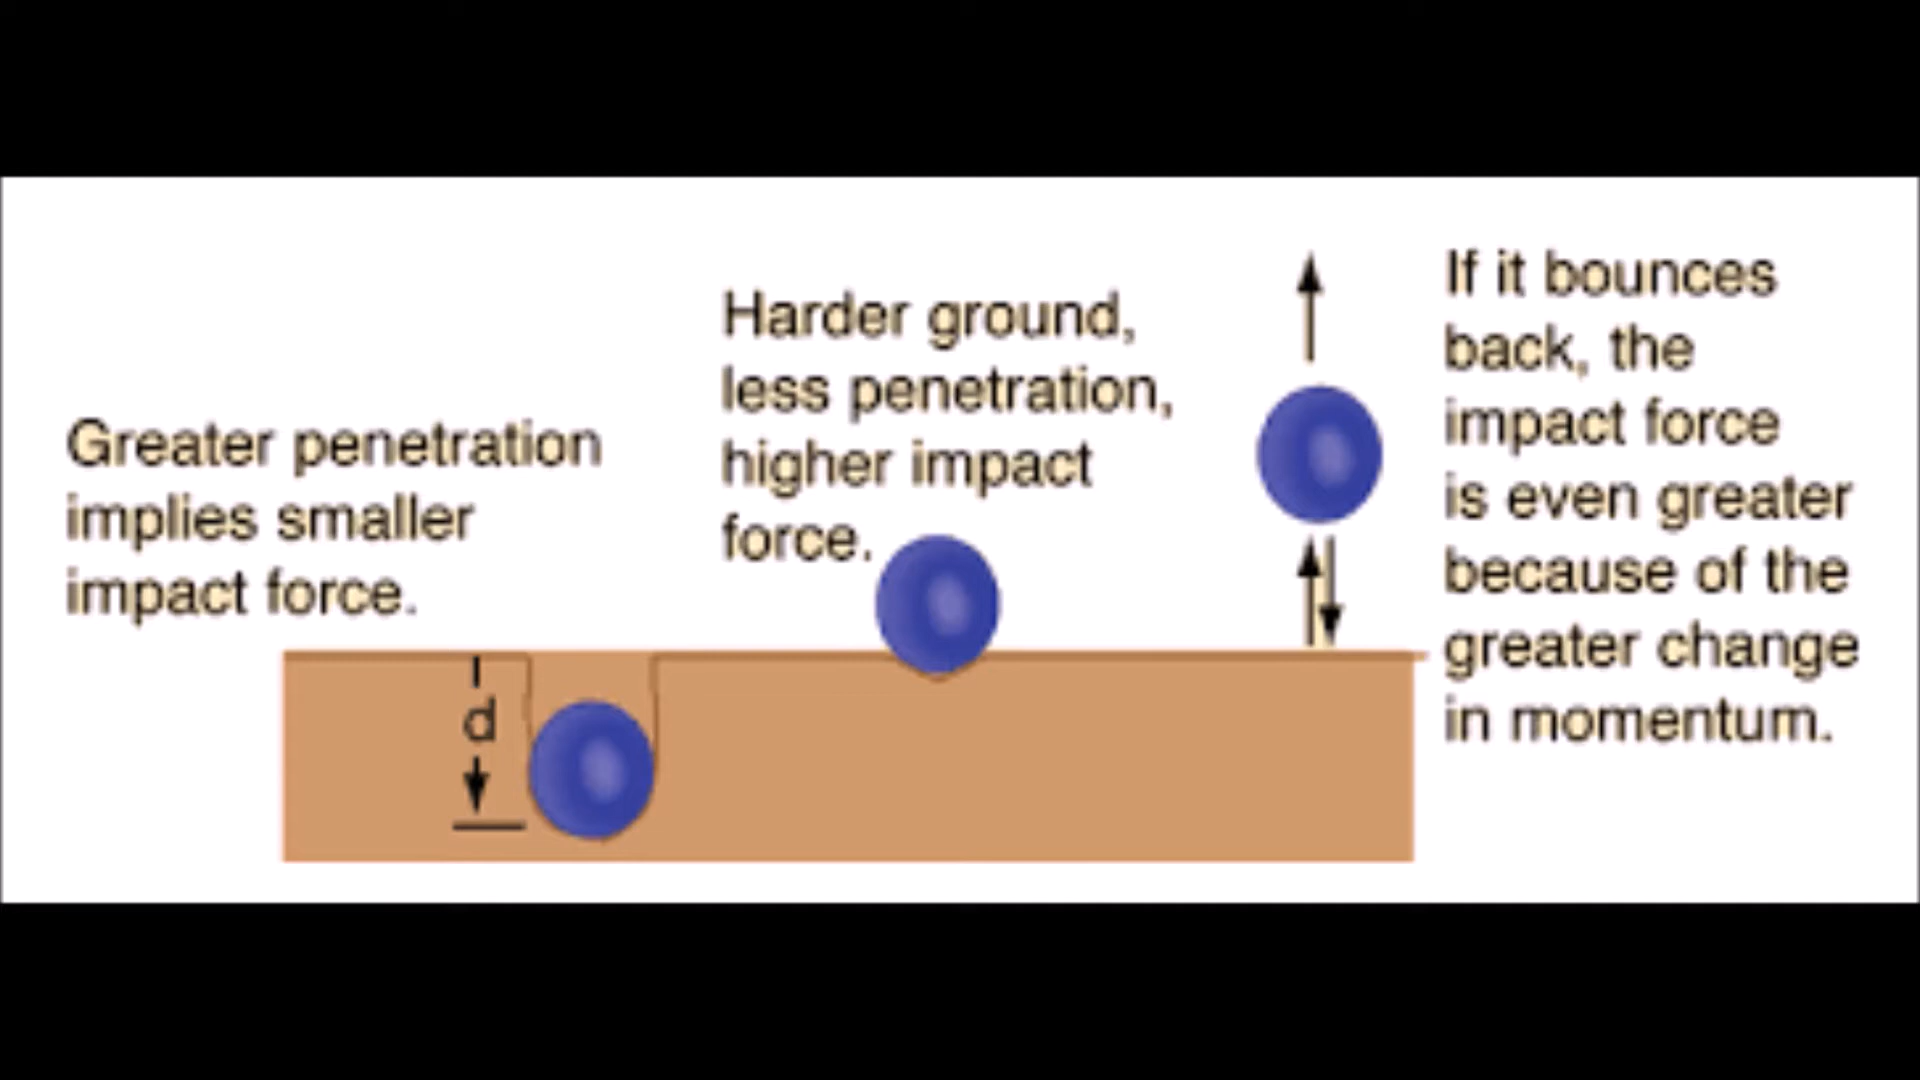 Greater penetration
implies smaller
impact force.
d
Harder ground,
less penetration,
higher impact
force.
If it bounces
back, the
impact force
is even greater
because of the
greater change
in momentum.